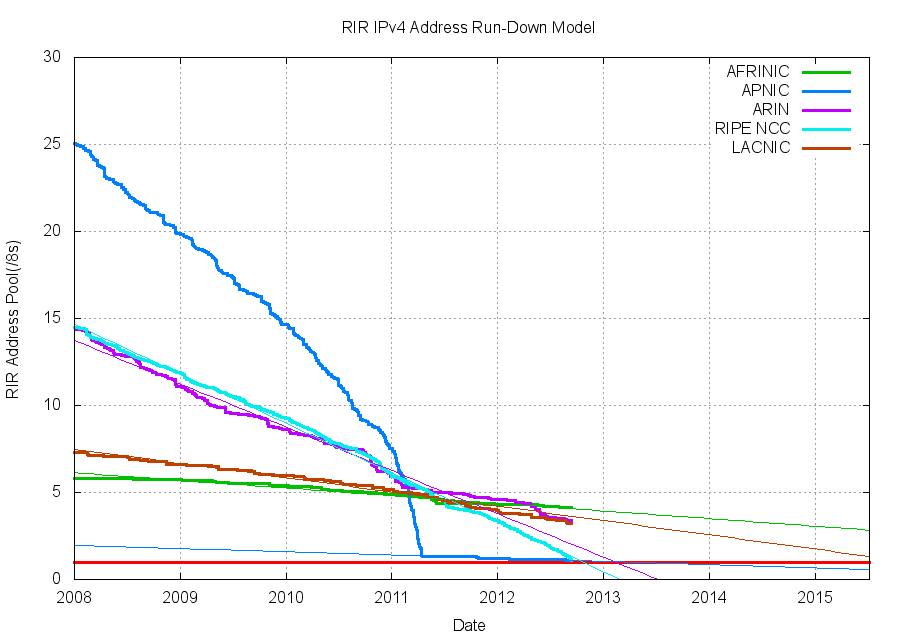 RIR IPv4 Address Run-Down Model
30
25
20
15
10
5
0
RIR Address Pool(/8s)
AFRINIC
APNIC
ARIN
RIPE NCC
LACNIC
2008 2009 2010 2011 2012 2013 2014 2015
Date